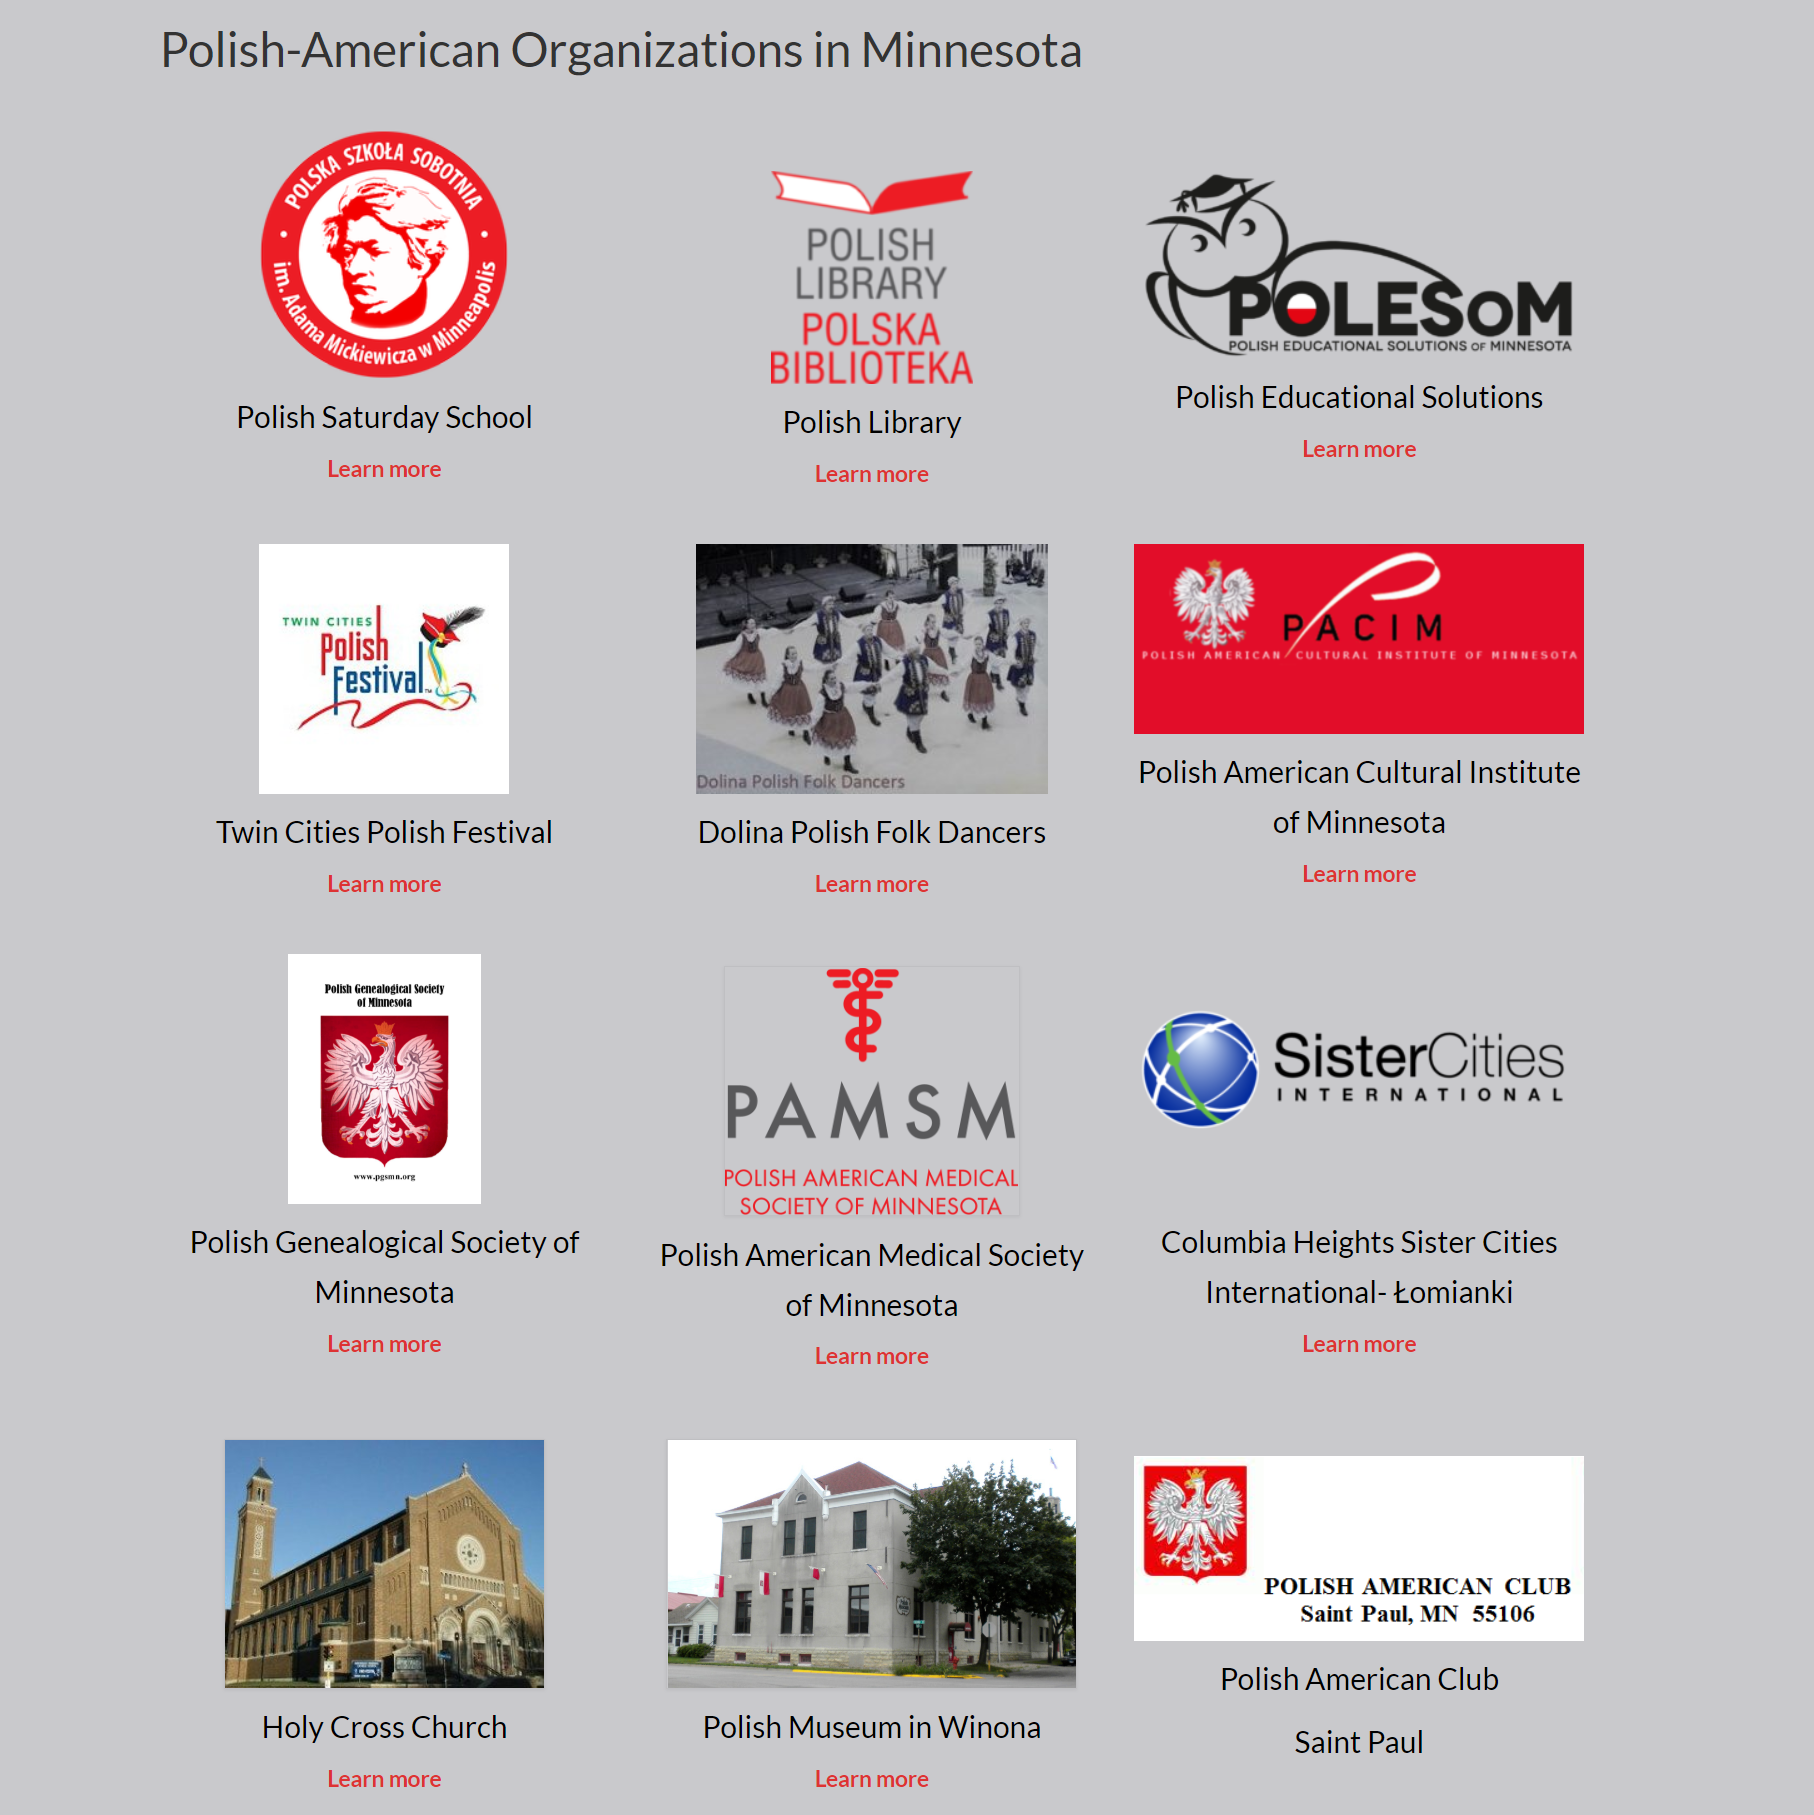 Polish-American Organizations in Minnesota
POLSKA SZKOŁA SOBOTNIA
im. Adama Mickiewicza w Minneapolis
Polish Saturday School
Learn more
POLISH
LIBRARY
POLSKA
BIBLIOTEKA
Polish Library
Learn more
POLESoM
POLISH EDUCATIONAL SOLUTIONS OF MINNESOTA
Polish Educational Solutions
Learn more
TWIN CITIES
Polish
Festival™
Twin Cities Polish Festival
Learn more
Dolina Polish Folk Dancers
Dolina Polish Folk Dancers
Learn more
PACIM
POLISH AMERICAN CULTURAL INSTITUTE OF MINNESOTA
Polish American Cultural Institute
of Minnesota
Learn more
Polish Genealogical Society
of Minnesota
www.pgsmn.org
Polish Genealogical Society of
Minnesota
Learn more
PAMSM
POLISH AMERICAN MEDICAL
SOCIETY OF MINNESOTA
Polish American Medical Society
of Minnesota
Learn more
SisterCities
INTERNATIONAL
Columbia Heights Sister Cities
International- Łomianki
Learn more
Holy Cross Church
Learn more
Polish Museum in Winona
Learn more
POLISH AMERICAN CLUB
Saint Paul, MN 55106
Polish American Club
Saint Paul